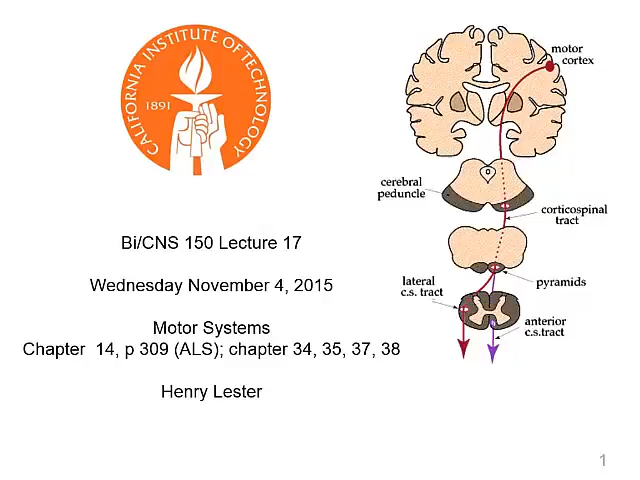 CALIFORNIA INSTITUTE OF TECHNOLOGY
1891
Bi/CNS 150 Lecture 17
Wednesday November 4, 2015
Motor Systems
Chapter  14, p 309 (ALS); chapter 34, 35, 37, 38
Henry Lester
motor
cortex
cerebral
peduncle
corticospinal
tract
pyramids
lateral
c.s. tract
anterior
c.s.tract
1